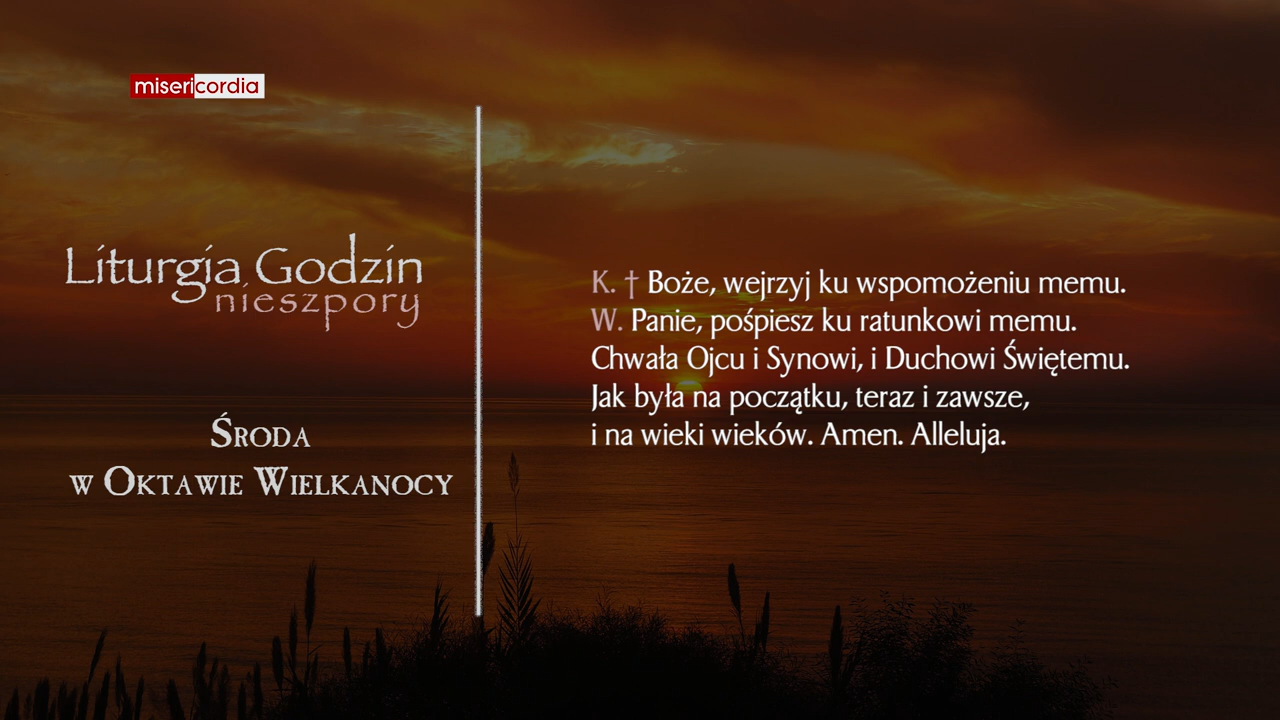 misericordia
Liturgia Godzin
nieszpory
Środa
w Oktawie Wielkanocy
K. † Boże, wejrzyj ku wspomożeniu memu.
W. Panie, pośpiesz ku ratunkowi memu.
Chwała Ojcu i Synowi, i Duchowi Świętemu.
Jak była na początku, teraz i zawsze,
i na wieki wieków. Amen. Alleluja.